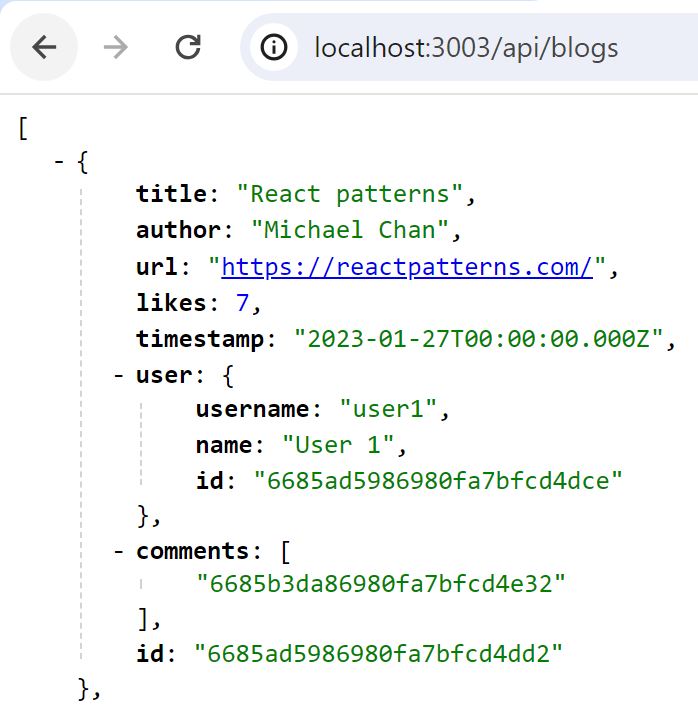 localhost:3003/api/blogs
[
- {
title: "React patterns",
author: "Michael Chan",
url: "https://reactpatterns.com/",
likes: 7,
timestamp: "2023-01-27T00:00:00.000Z",
- user: {
username: "user1",
name: "User 1",
id: "6685ad5986980fa7bfcd4dce"
},
- comments: [
"6685b3da86980fa7bfcd4e32"
],
id: "6685ad5986980fa7bfcd4dd2"
},